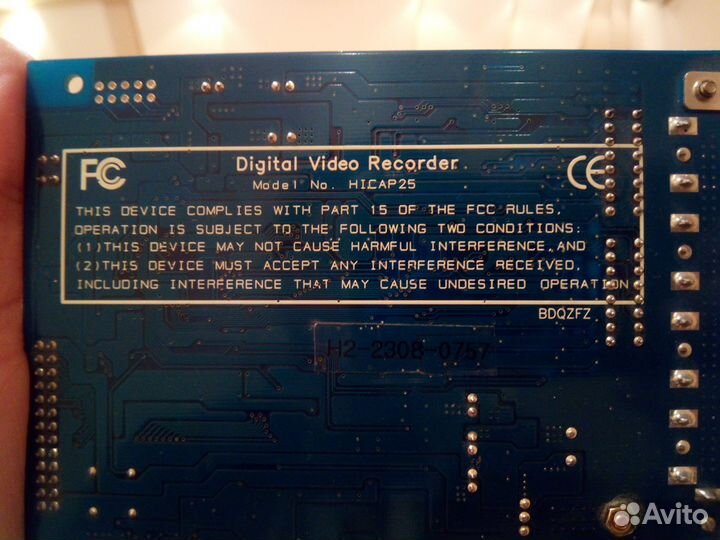 FC Digital Video Recorder CE
Model No. HICAP25
THIS DEVICE COMPLIES WITH PART 15 OF THE FCC RULES,
OPERATION IS SUBJECT TO THE FOLLOWING TWO CONDITIONS:
(1)THIS DEVICE MAY NOT CAUSE HARMFUL INTERFERENCE,AND
(2)THIS DEVICE MUST ACCEPT ANY INTERFERENCE RECEIVED,
INCLUDING INTERFERENCE THAT MAY CAUSE UNDESIRED OPERATION
BDQZFZ
H2-2308-0757
Avito